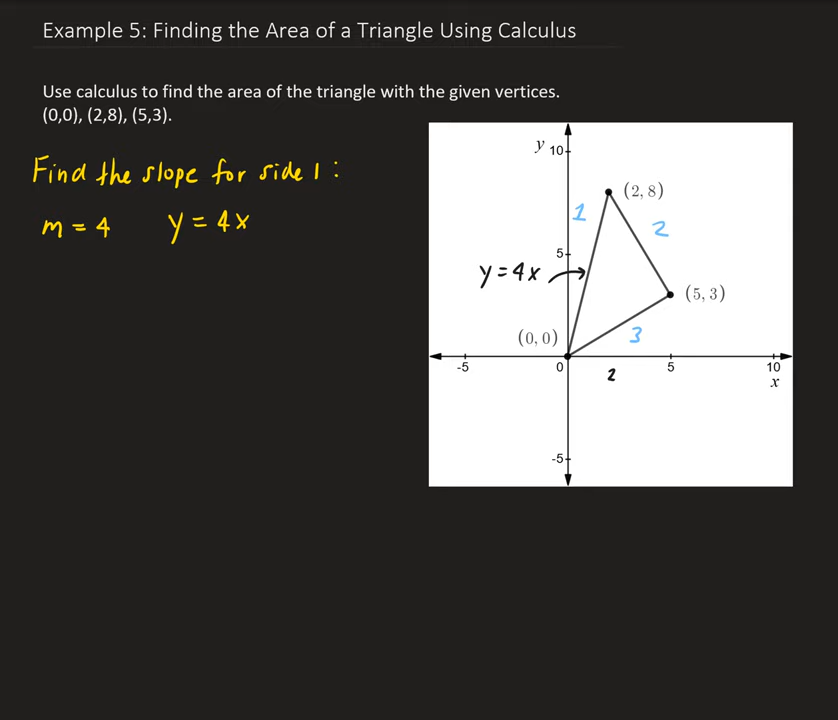 Example 5: Finding the Area of a Triangle Using Calculus
Use calculus to find the area of the triangle with the given vertices.
(0,0), (2,8), (5,3).
Find the slope for side 1:
m = 4 y = 4x
y 10
(2, 8)
1
2
5
y = 4x
(5, 3)
(0, 0)
3
-5 0 2 5 10
x
-5